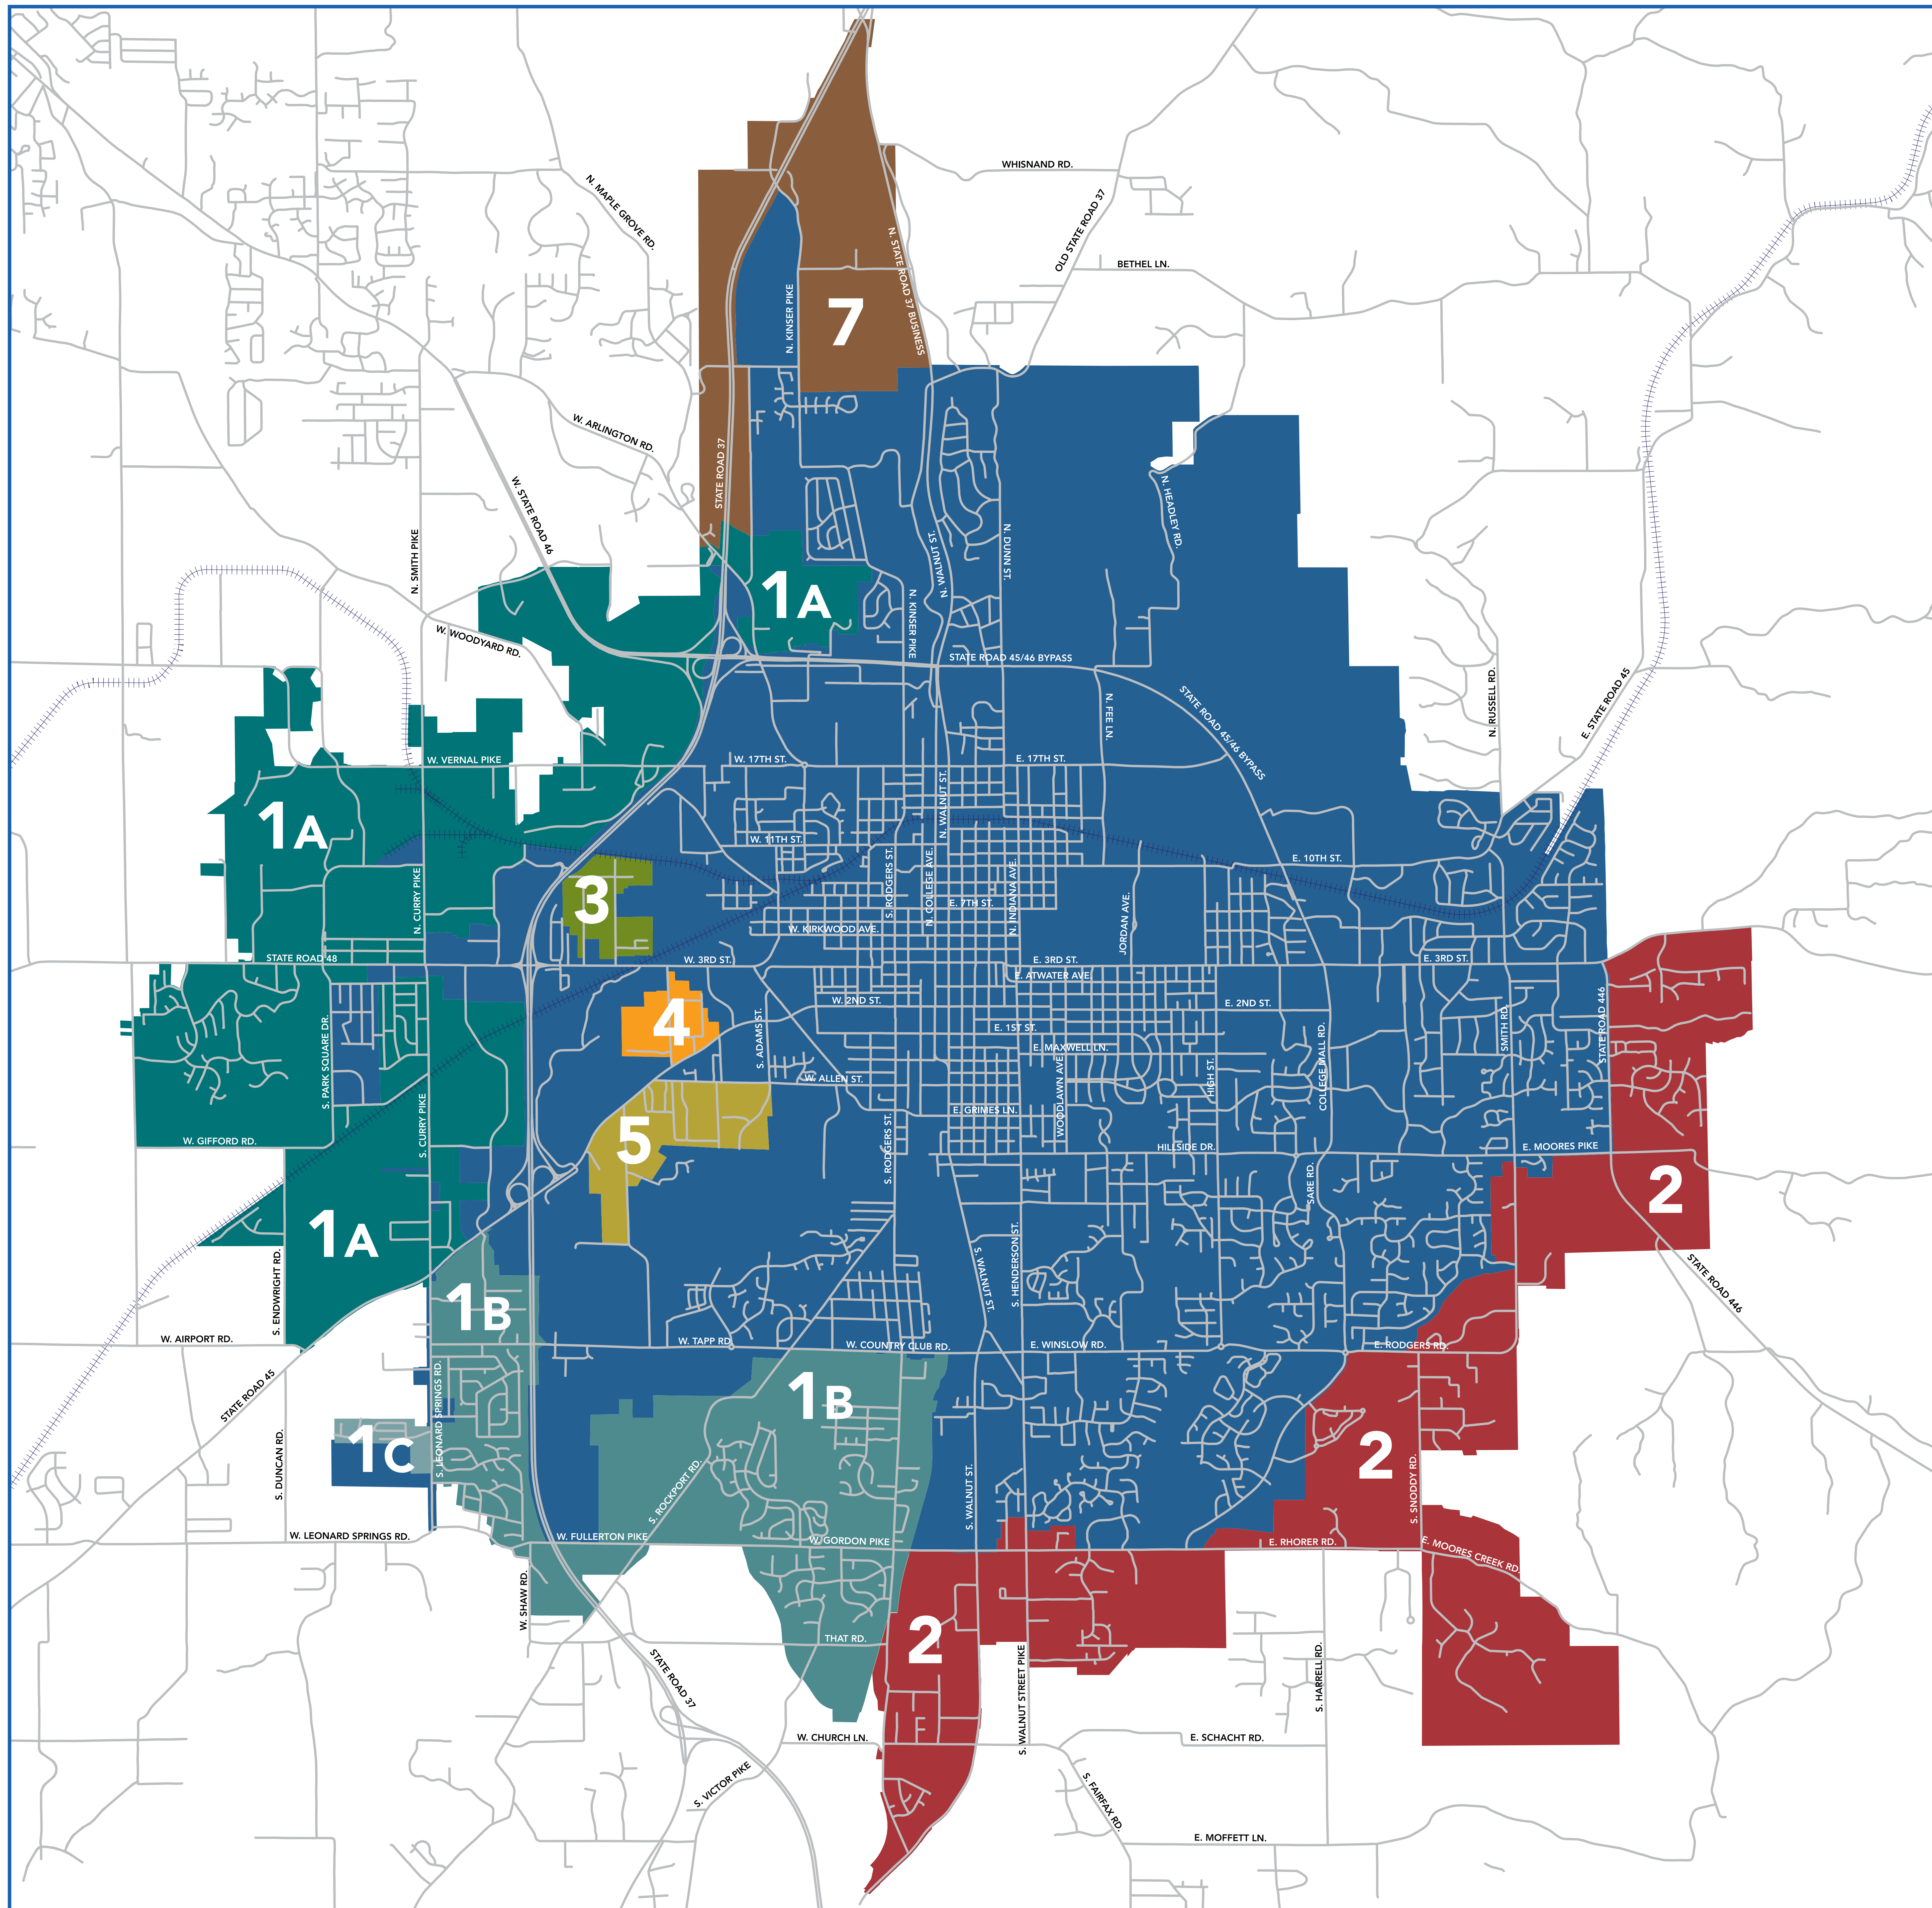 WHISNAND RD.
N. MAPLE GROVE RD.
OLD STATE ROAD 37
N. STATE ROAD 37 BUSINESS
BETHEL LN.
N. KINSER PIKE
7
W. ARLINGTON RD.
STATE ROAD 37
W. STATE ROAD 46
N. HEADLEY RD.
N. SMITH PIKE
N. WALNUT ST.
N. DUNN ST.
1A
N. KINSER PIKE
W. WOODYARD RD.
STATE ROAD 45/46 BYPASS
N. FEE LN.
STATE ROAD 45/46 BYPASS
N. RUSSELL RD.
E. STATE ROAD 45
W. VERNAL PIKE
W. 17TH ST.
E. 17TH ST.
N. WALNUT ST.
1A
W. 11TH ST.
E. 10TH ST.
N. CURRY PIKE
3
S. RODGERS ST.
N. COLLEGE AVE.
N. INDIANA AVE.
E. 7TH ST.
JORDAN AVE.
W. KIRKWOOD AVE.
STATE ROAD 48
W. 3RD ST.
E. 3RD ST.
E. 3RD ST.
E. ATWATER AVE.
W. 2ND ST.
E. 2ND ST.
4
S. PARK SQUARE DR.
S. ADAMS ST.
E. 1ST ST.
E. MAXWELL LN.
COLLEGE MALL RD.
SMITH RD.
STATE ROAD 446
W. ALLEN ST.
WOODLAWN AVE.
HIGH ST.
E. GRIMES LN.
S. CURRY PIKE
W. GIFFORD RD.
5
S. RODGERS ST.
HILLSIDE DR.
E. MOORES PIKE
SARE RD.
2
1A
S. ENDWRIGHT RD.
S. WALNUT ST.
S. HENDERSON ST.
STATE ROAD 446
1B
W. AIRPORT RD.
W. TAPP RD.
W. COUNTRY CLUB RD.
E. WINSLOW RD.
E. RODGERS RD.
STATE ROAD 45
S. LEONARD SPRINGS RD.
1B
1C
S. DUNCAN RD.
S. ROCKPORT RD.
S. WALNUT ST.
2
S. SNODDY RD.
W. LEONARD SPRINGS RD.
W. FULLERTON PIKE
W. GORDON PIKE
E. RHORER RD.
E. MOORES CREEK RD.
W. SHAW RD.
THAT RD.
2
STATE ROAD 37
S. WALNUT STREET PIKE
S. HARRELL RD.
W. CHURCH LN.
E. SCHACHT RD.
S. VICTOR PIKE
S. FAIRFAX RD.
E. MOFFETT LN.